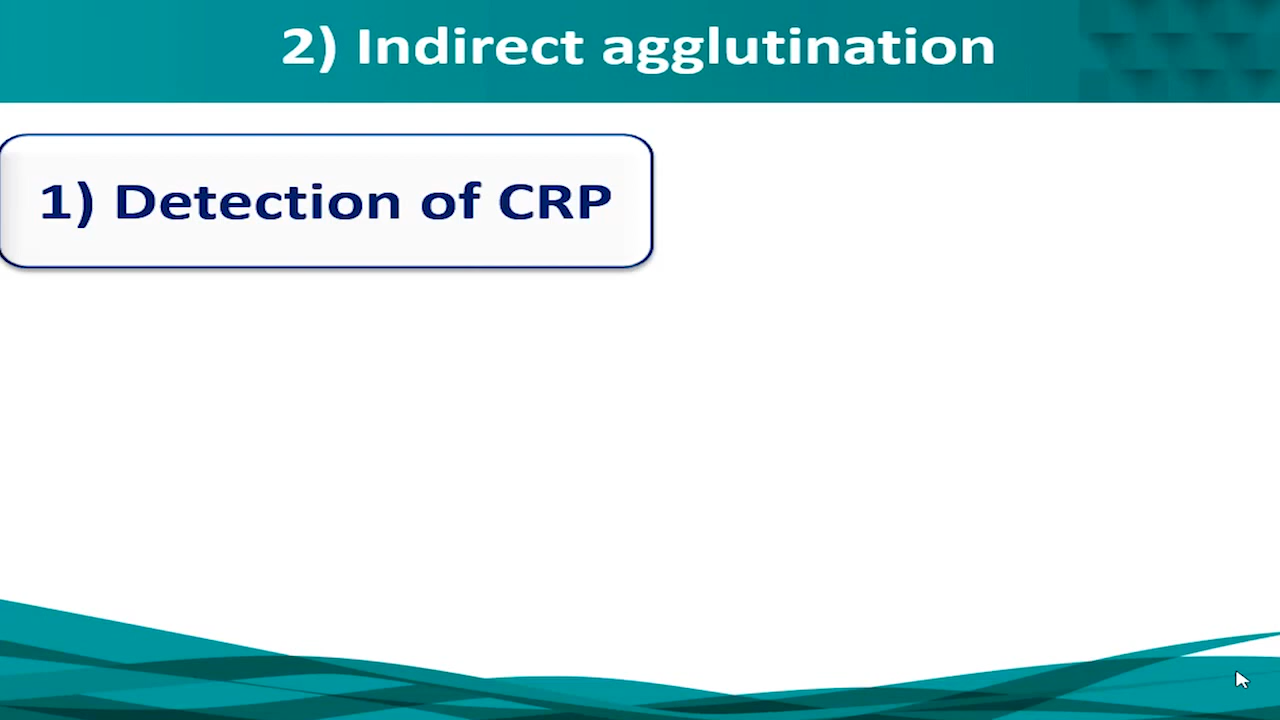 2) Indirect agglutination
1) Detection of CRP